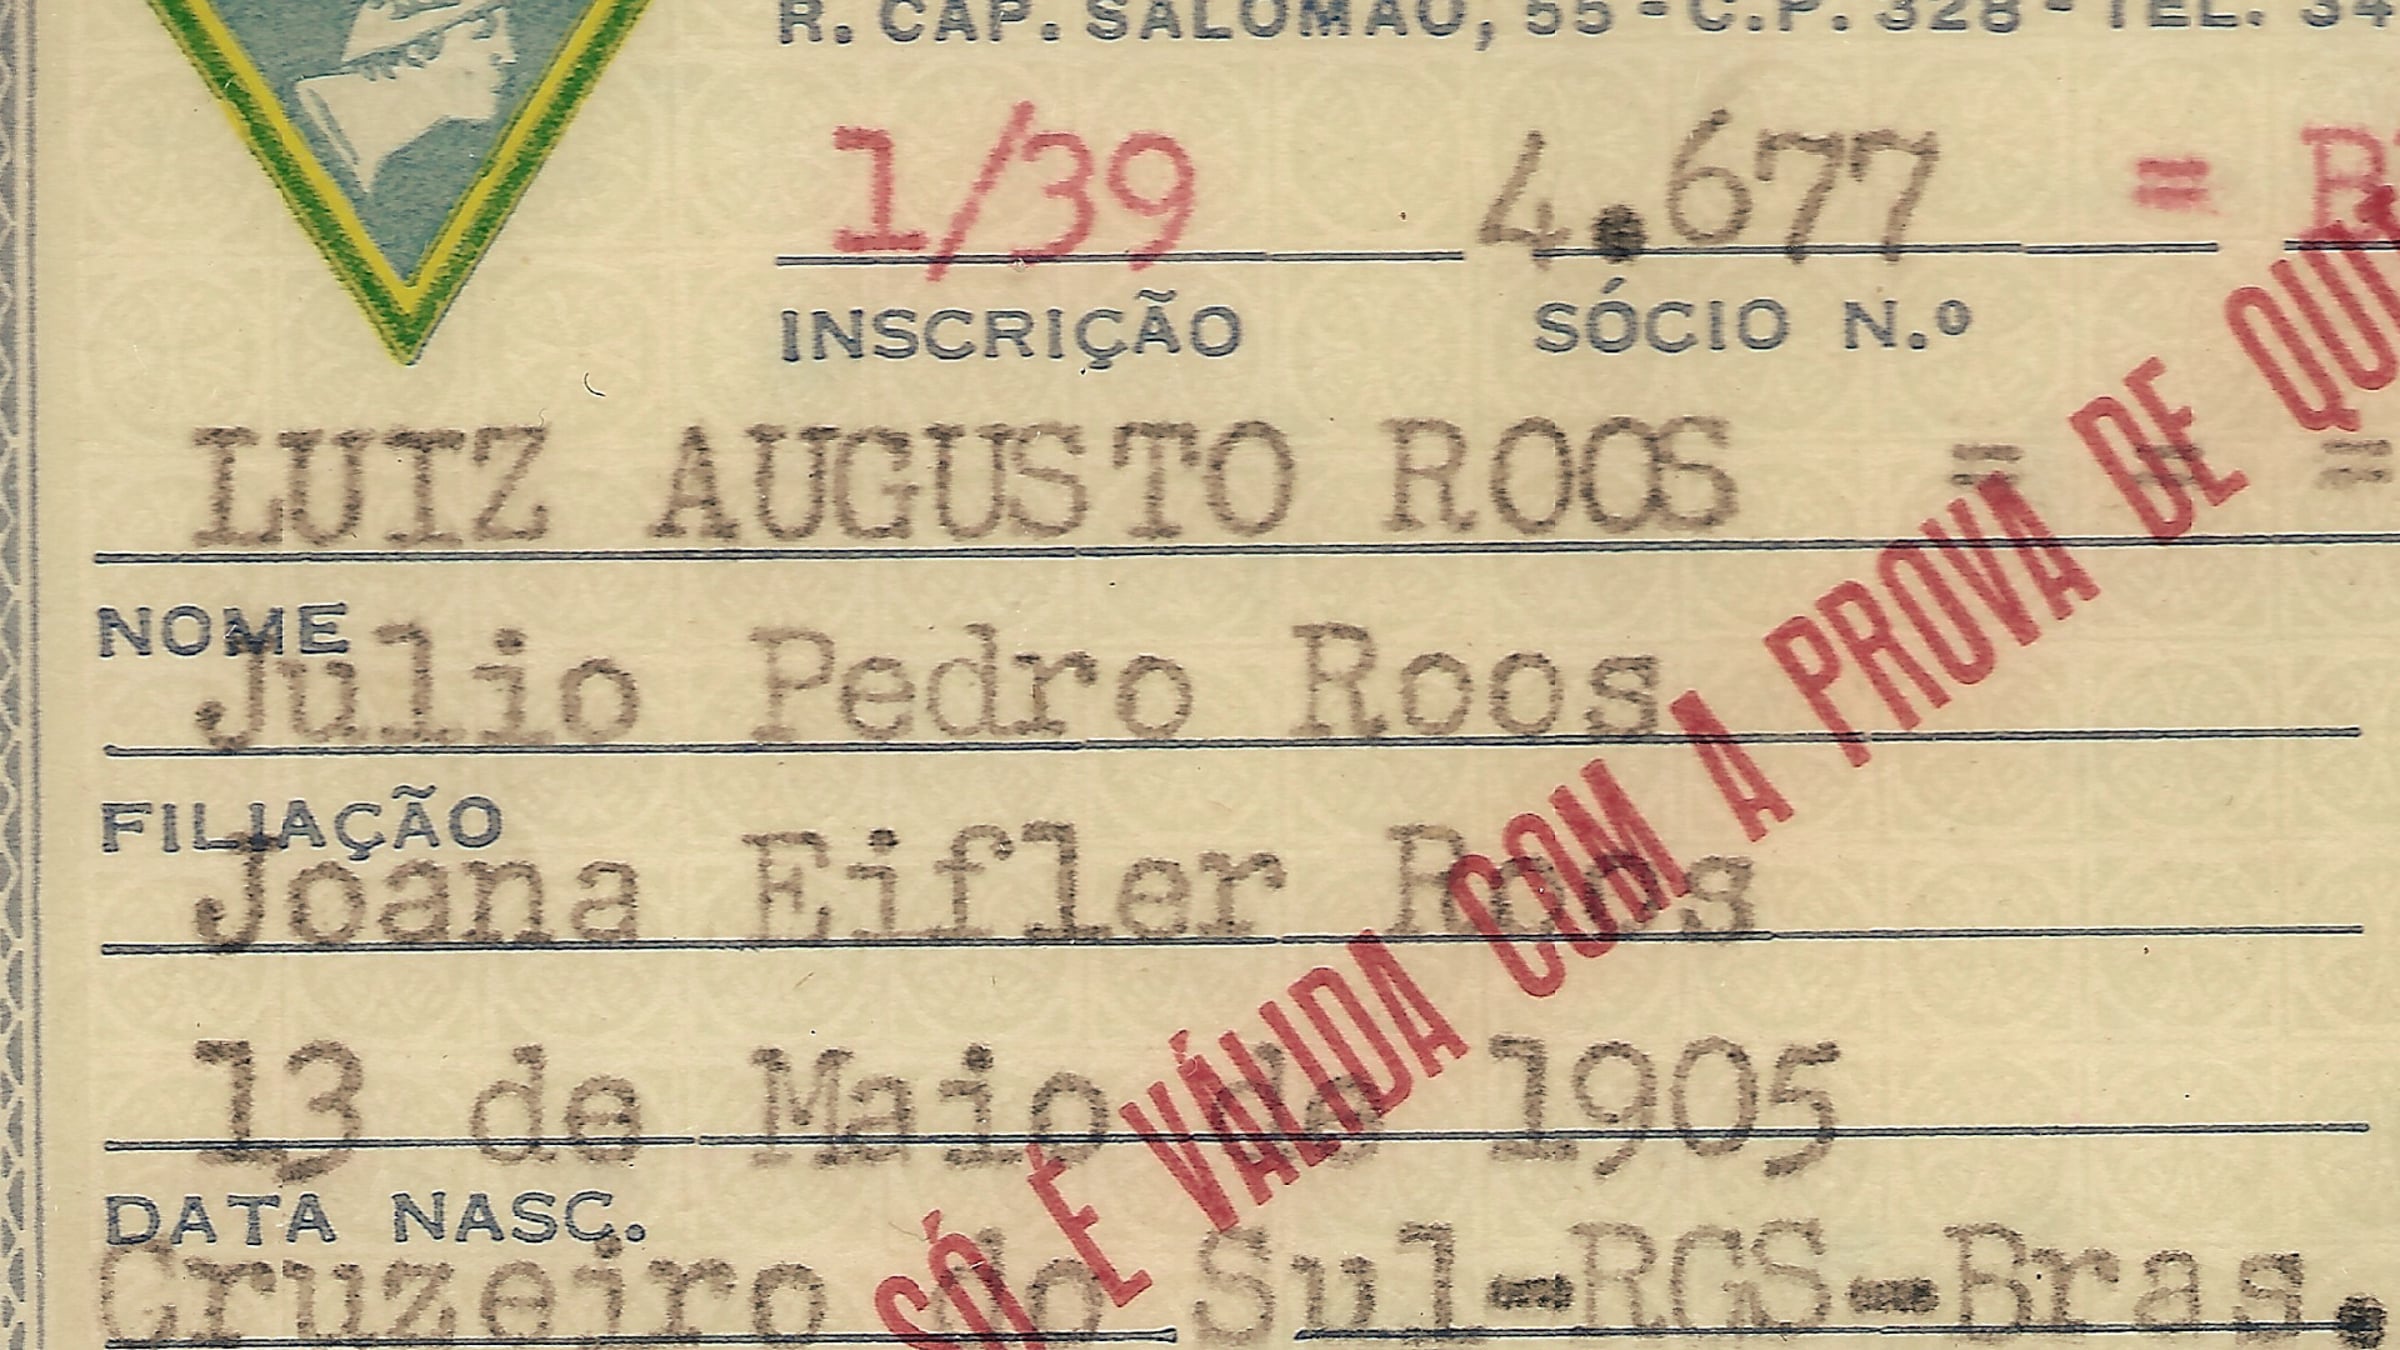 R. CAP. SALOMÃO, 55 - C.P. 328 - TEL. 34
1/39 4.677 =
INSCRIÇÃO SÓCIO N.º
LUIZ AUGUSTO ROOS = = =
NOME
Julio Pedro Roos
FILIAÇÃO
Joana Eifler Roos
13 de Maio de 1905
DATA NASC.
Cruzeiro do Sul-RGS-Bras.
SÓ É VÁLIDA COM A PROVA DE